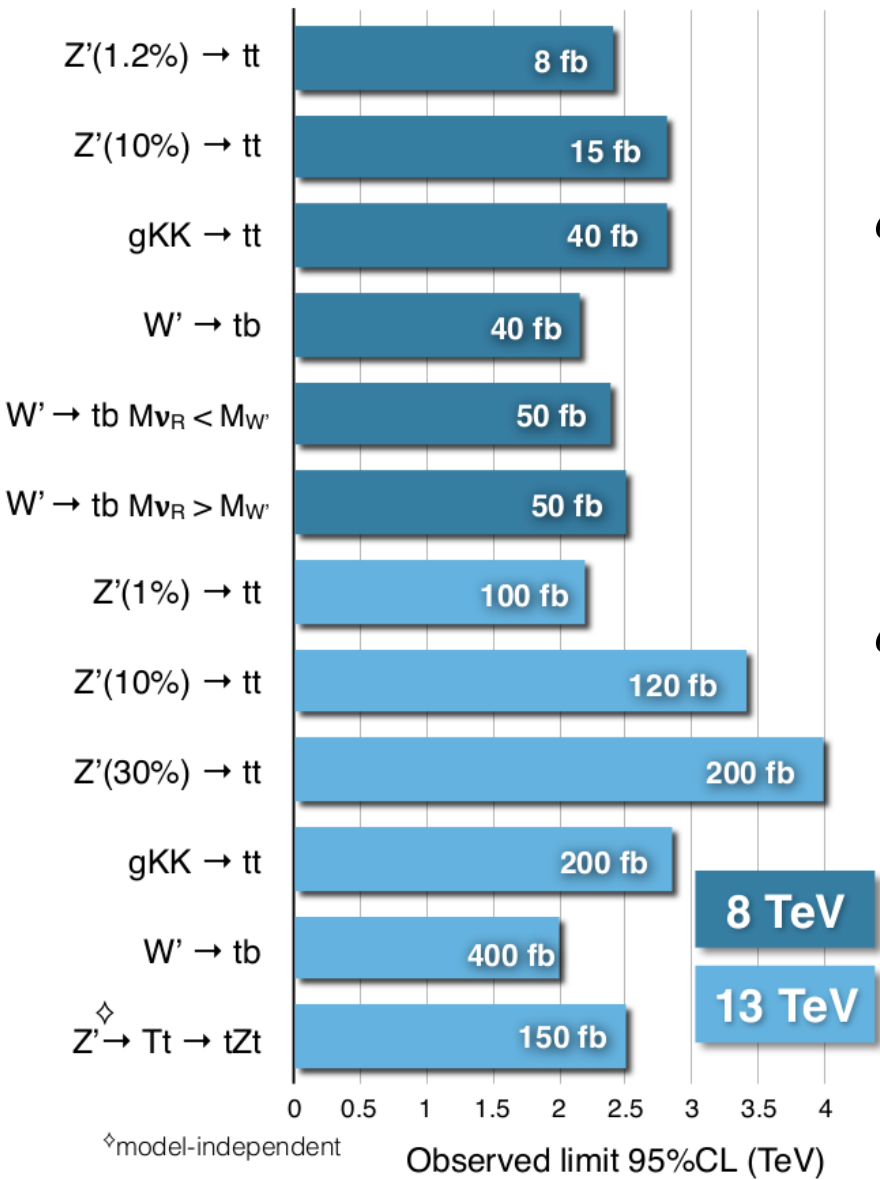 Z’(1.2%) → tt
8 fb
Z’(10%) → tt
15 fb
gKK → tt
40 fb
W’ → tb
40 fb
W’ → tb MνR < MW’
50 fb
W’ → tb MνR > MW’
50 fb
Z’(1%) → tt
100 fb
Z’(10%) → tt
120 fb
Z’(30%) → tt
200 fb
gKK → tt
200 fb
8 TeV
W’ → tb
400 fb
13 TeV
Z’✧→ Tt → tZt
150 fb
0 0.5 1 1.5 2 2.5 3 3.5 4
✧model-independent
Observed limit 95%CL (TeV)